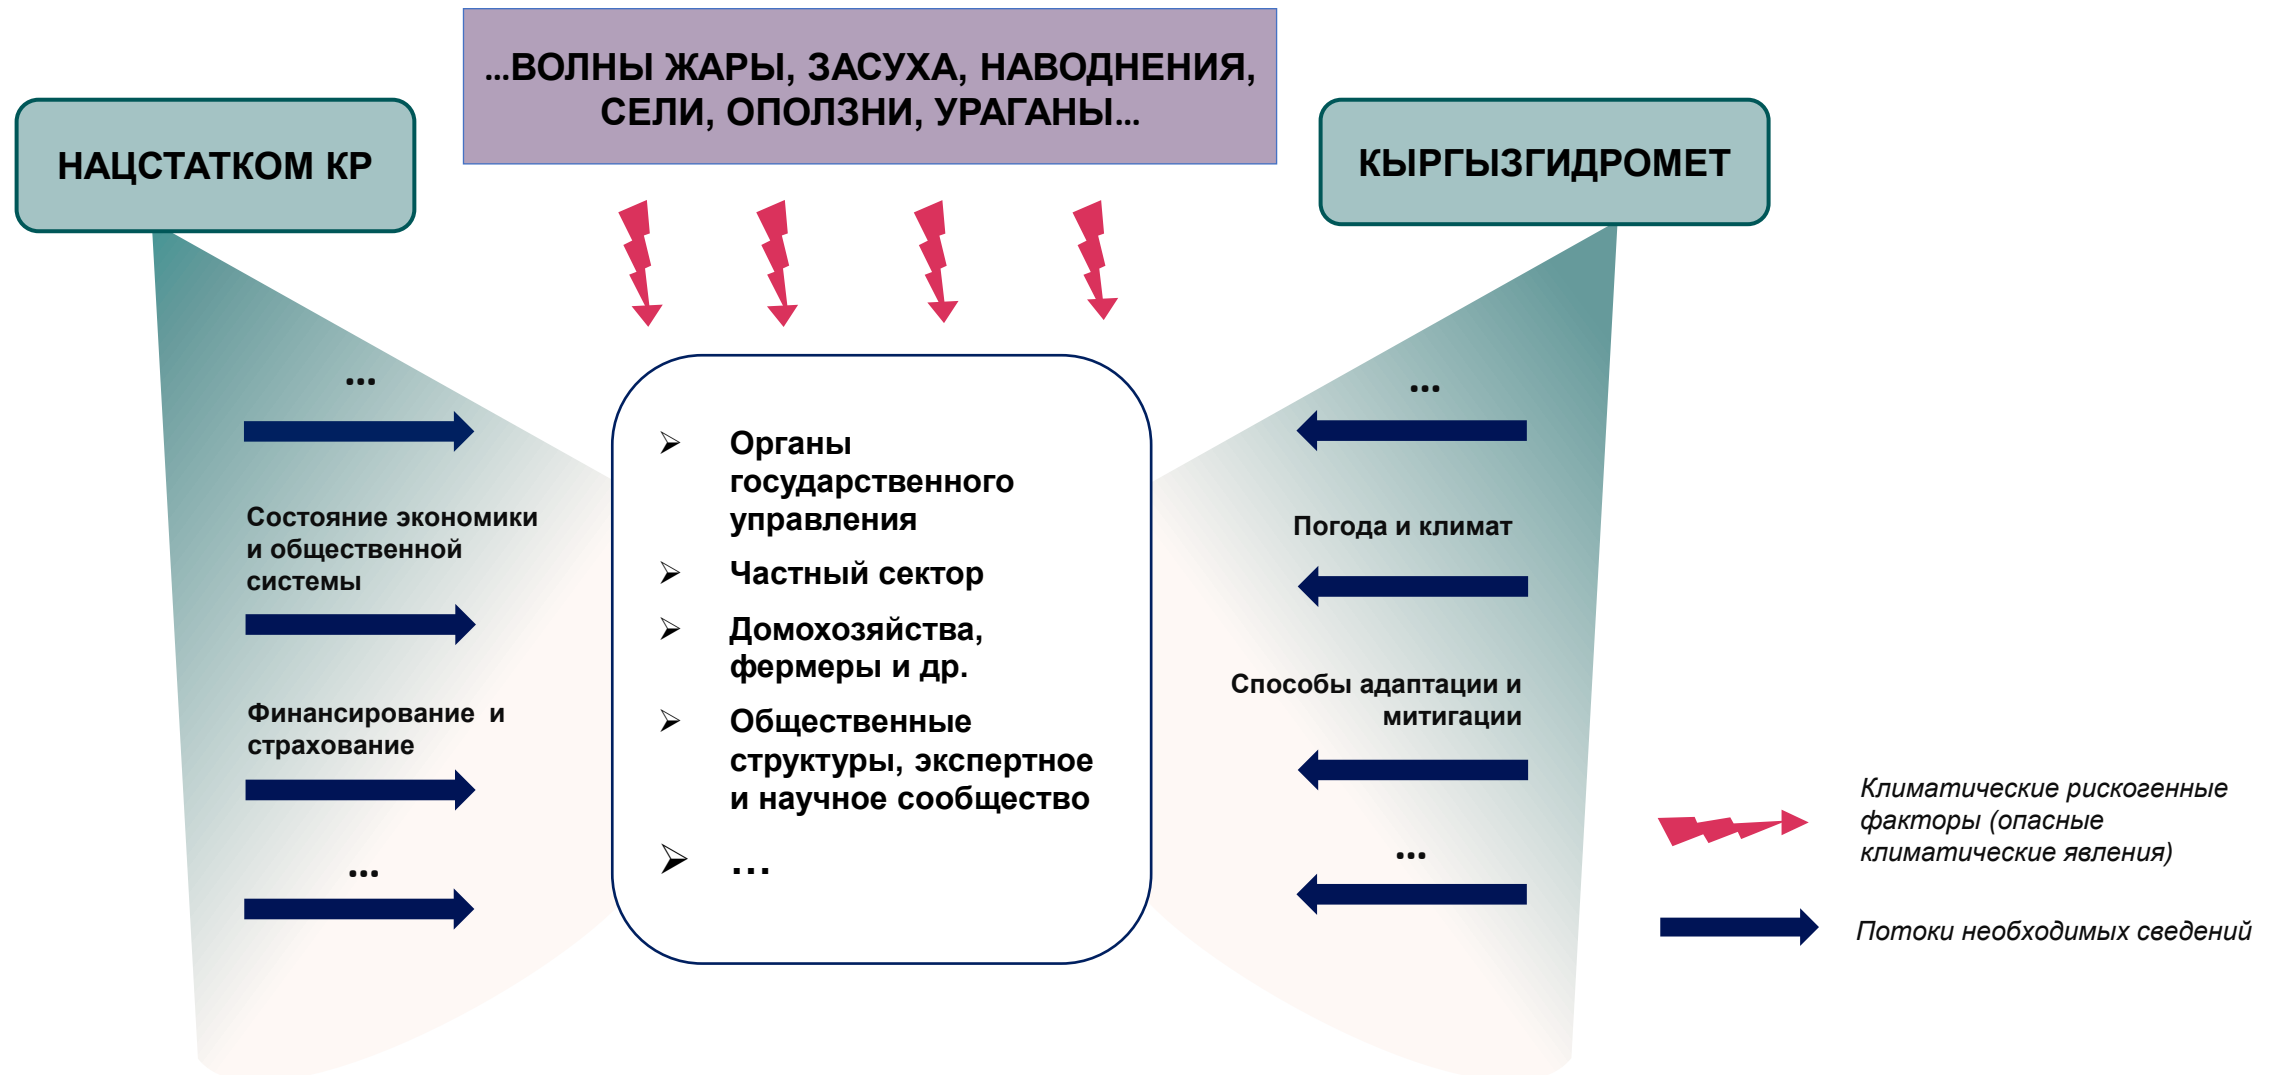 ...ВОЛНЫ ЖАРЫ, ЗАСУХА, НАВОДНЕНИЯ,
СЕЛИ, ОПОЛЗНИ, УРАГАНЫ...
НАЦСТАТКОМ КР
КЫРГЫЗГИДРОМЕТ
...
Состояние экономики
и общественной
системы
Финансирование и
страхование
...
➢ Органы
государственного
управления
➢ Частный сектор
➢ Домохозяйства,
фермеры и др.
➢ Общественные
структуры, экспертное
и научное сообщество
➢ ...
...
Погода и климат
Способы адаптации и
митигации
...
Климатические рискогенные
факторы (опасные
климатические явления)
Потоки необходимых сведений